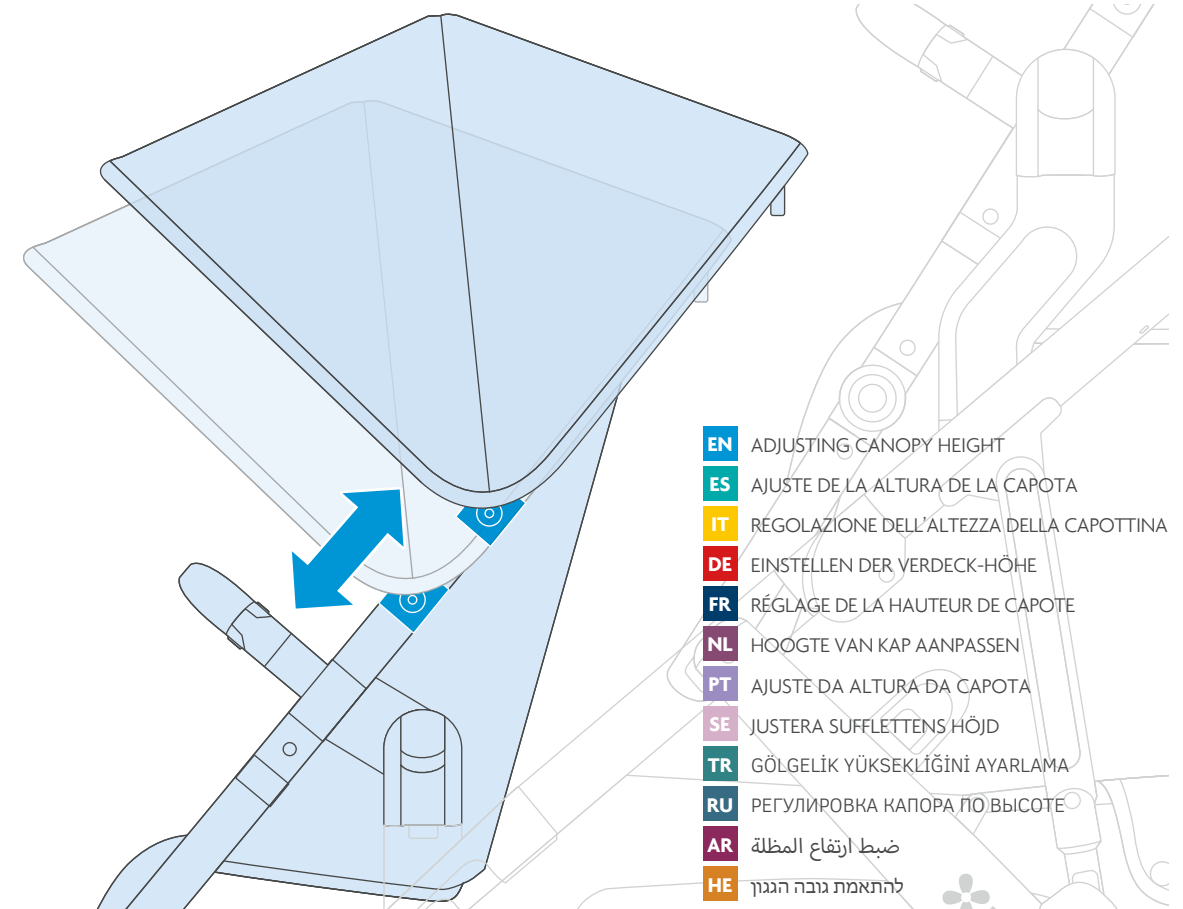 EN ADJUSTING CANOPY HEIGHT
ES AJUSTE DE LA ALTURA DE LA CAPOTA
IT REGOLAZIONE DELL'ALTEZZA DELLA CAPOTTINA
DE EINSTELLEN DER VERDECK-HÖHE
FR RÉGLAGE DE LA HAUTEUR DE CAPOTE
NL HOOGTE VAN KAP AANPASSEN
PT AJUSTE DA ALTURA DA CAPOTA
SE JUSTERA SUFFLETTENS HÖJD
TR GÖLGELİK YÜKSEKLİĞİNİ AYARLAMA
RU РЕГУЛИРОВКА КАПОРА ПО ВЫСОТЕ
AR ضبط ارتفاع المظلة
HE להתאמת גובה הגגון